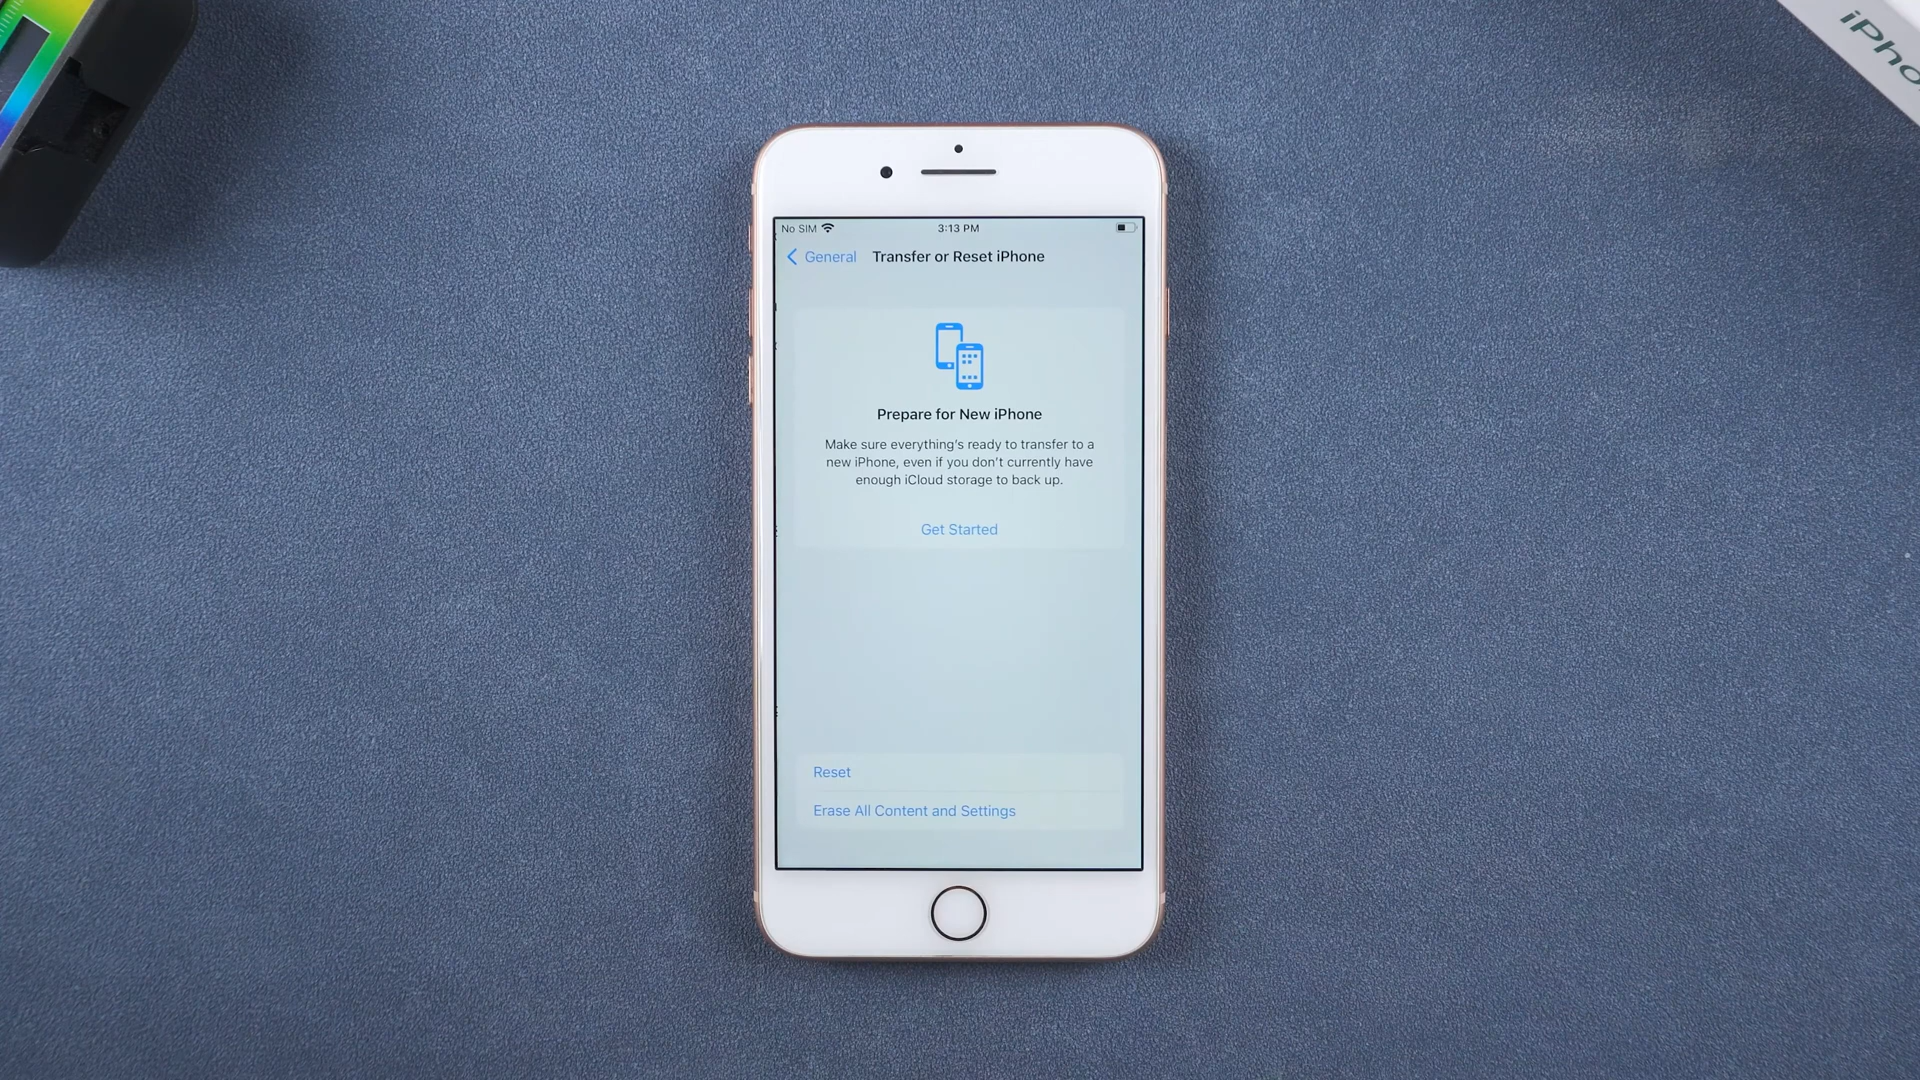 iPho
No SIM
3:13 PM
General
Transfer or Reset iPhone
Prepare for New iPhone
Make sure everything's ready to transfer to a
new iPhone, even if you don't currently have
enough iCloud storage to back up.
Get Started
Reset
Erase All Content and Settings